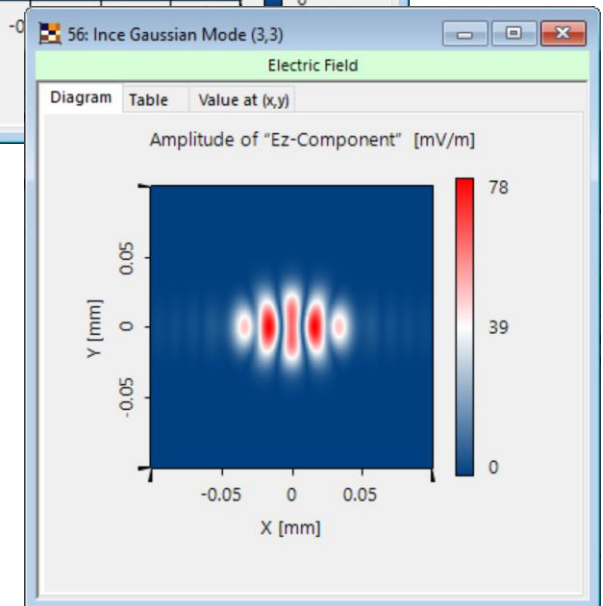 0
-0
56: Ince Gaussian Mode (3,3)
Electric Field
Diagram Table Value at (x,y)
Amplitude of "Ez-Component" [mV/m]
78
39
0
0.05
0
-0.05
Y [mm]
-0.05 0 0.05
X [mm]